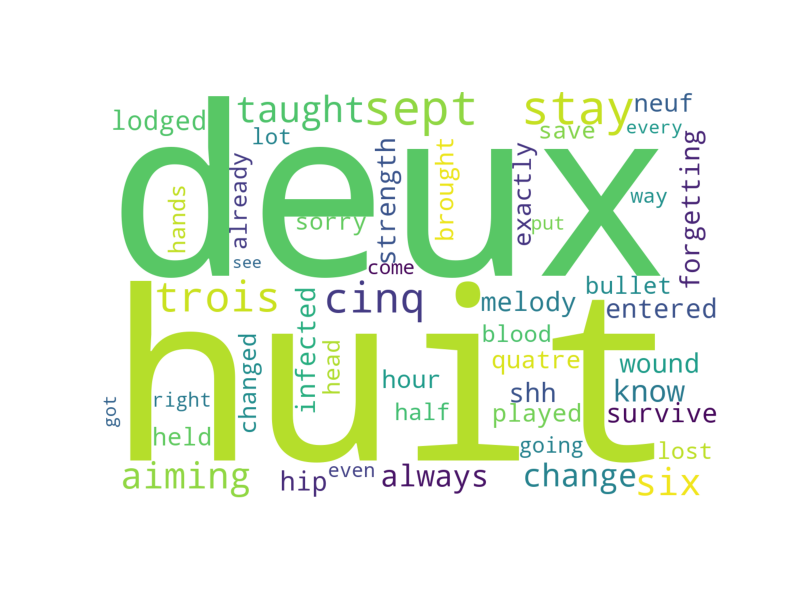 deux
huit
taught
sept
stay
neuf
lodged
lot
save
every
hands
already
sorry
strength
brought
exactly
put
way
forgetting
see
come
trois
cinq
melody
bullet
entered
infected
head
changed
blood
quatre
wound
hour
shh
know
got
right
half
played
survive
held
going
lost
aiming
hip
even
always
change
six